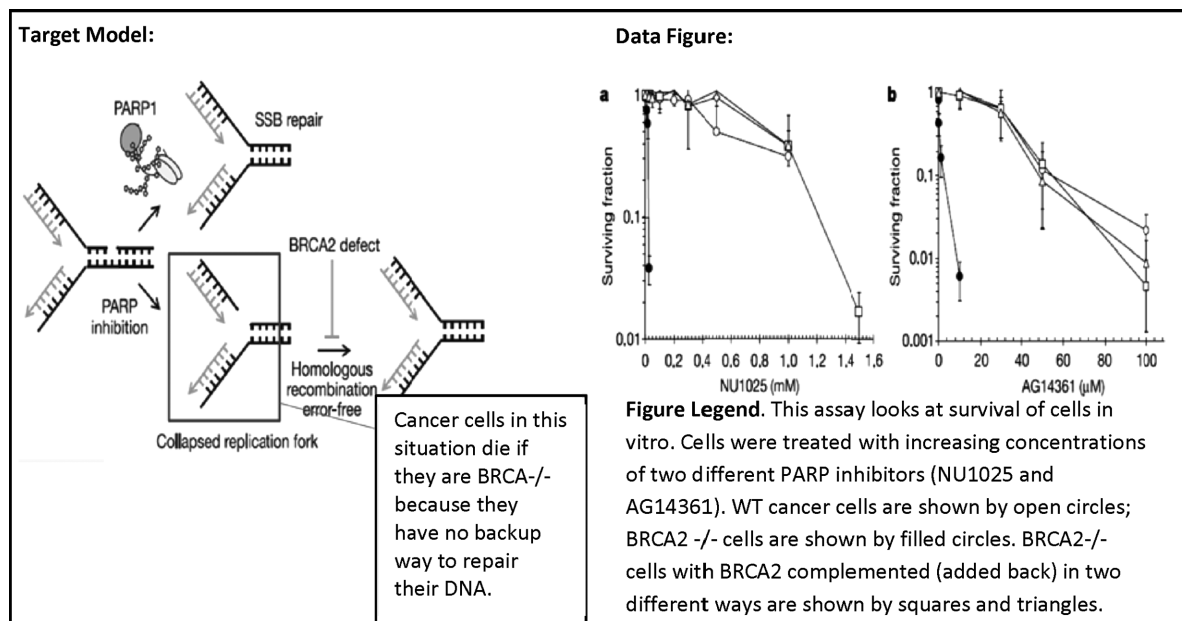 Target Model:
PARP1
SSB repair
BRCA2 defect
PARP
inhibition
Homologous
recombination
error-free
Collapsed replication fork
Cancer cells in this
situation die if
they are BRCA-/-
because they
have no backup
way to repair
their DNA.
Data Figure:
a
Surviving fraction
1
0.1
0.01
0 0,2 0,4 0,6 0,8 1,0 1,2 1,4 1,6
NU1025 (mM)
b
Surviving fraction
1
0.1
0.01
0.001
0 20 40 60 80 100
AG14361 (μM)
Figure Legend. This assay looks at survival of cells in
vitro. Cells were treated with increasing concentrations
of two different PARP inhibitors (NU1025 and
AG14361). WT cancer cells are shown by open circles;
BRCA2 -/- cells are shown by filled circles. BRCA2-/-
cells with BRCA2 complemented (added back) in two
different ways are shown by squares and triangles.